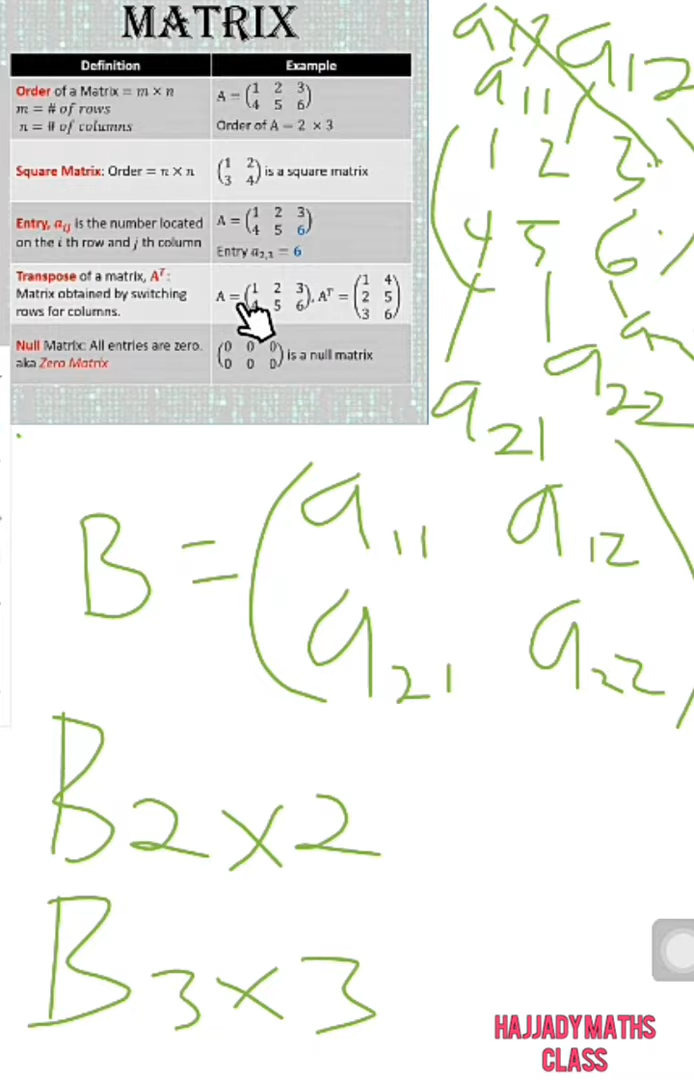 MATRIX
Definition Example
Order of a Matrix = m × n
m = # of rows
n = # of columns
A = (1 2 3
4 5 6)
Order of A = 2 × 3
Square Matrix: Order = n × n
(1 2
3 4) is a square matrix
Entry, aij is the number located
on the i th row and j th column
A = (1 2 3
4 5 6)
Entry a2,3 = 6
Transpose of a matrix, A^T:
Matrix obtained by switching
rows for columns.
A = (1 2 3
4 5 6), A^T = (1 4
2 5
3 6)
Null Matrix: All entries are zero.
aka Zero Matrix
(0 0 0
0 0 0) is a null matrix
a12
a11
1 2 3
4 5 6
a22
a21
B = (a11 a12
a21 a22)
B2×2
B3×3
HAJJADY MATHS
CLASS